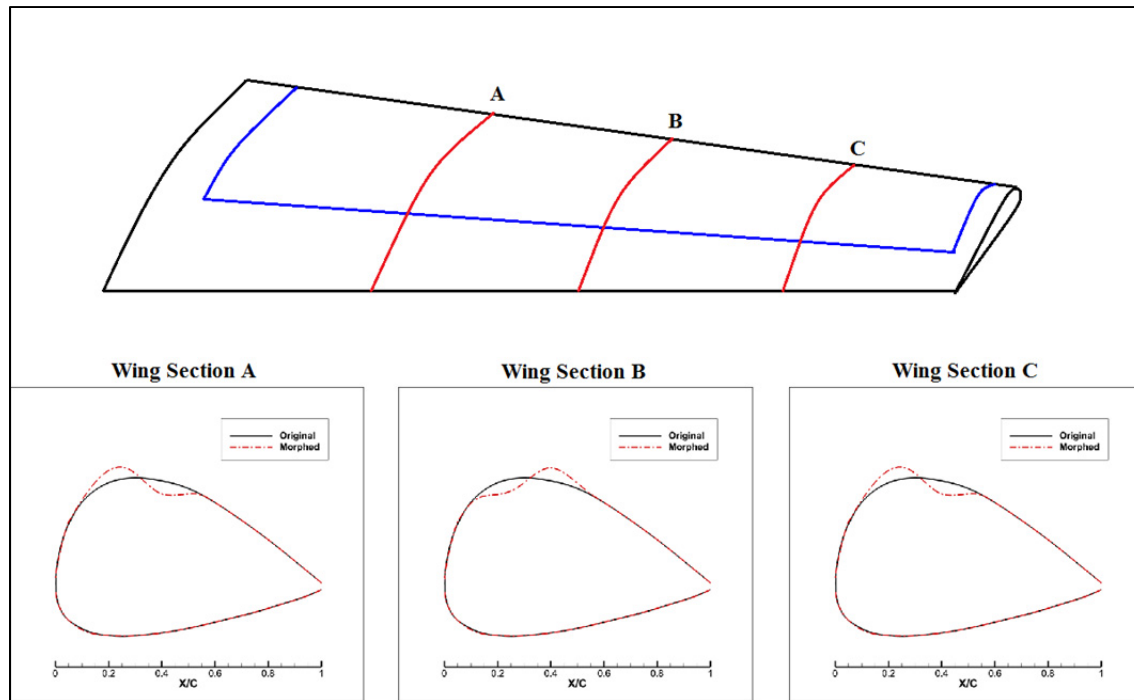 A
B
C
Wing Section A
Wing Section B
Wing Section C
Original
Morphed
Original
Morphed
Original
Morphed
0 0.2 0.4 0.6 0.8 1
X/C
0 0.2 0.4 0.6 0.8 1
X/C
0 0.2 0.4 0.6 0.8 1
X/C